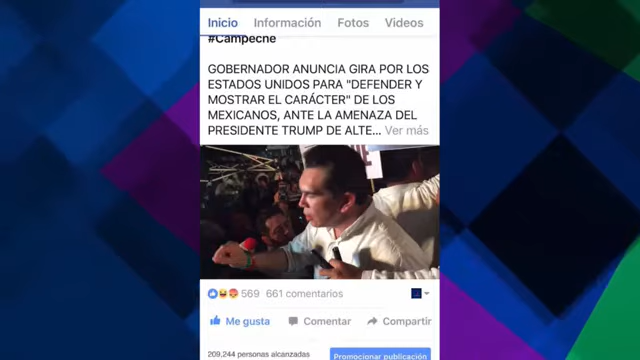 Inicio Información Fotos Videos
#Campeche
GOBERNADOR ANUNCIA GIRA POR LOS
ESTADOS UNIDOS PARA "DEFENDER Y
MOSTRAR EL CARÁCTER" DE LOS
MEXICANOS, ANTE LA AMENAZA DEL
PRESIDENTE TRUMP DE ALTE... Ver más
569 661 comentarios
Me gusta Comentar Compartir
209,244 personas alcanzadas Promocionar publicación